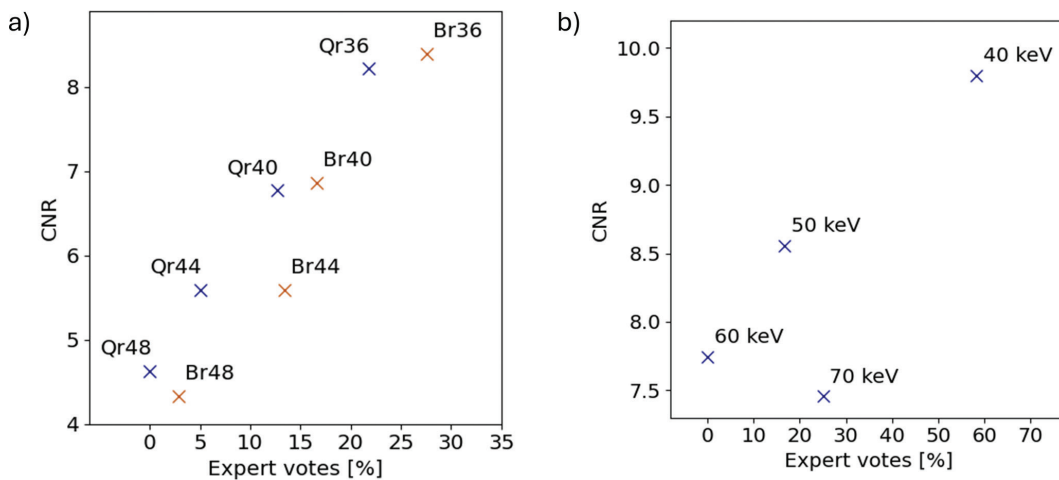 a)
Br36
Qr36
8
7
Br40
Qr40
CNR
6
Qr44
Br44
5
Qr48
Br48
4
0 5 10 15 20 25 30 35
Expert votes [%]
b)
10.0
40 keV
9.5
9.0
CNR
50 keV
8.5
8.0
60 keV
7.5
70 keV
0 10 20 30 40 50 60 70
Expert votes [%]